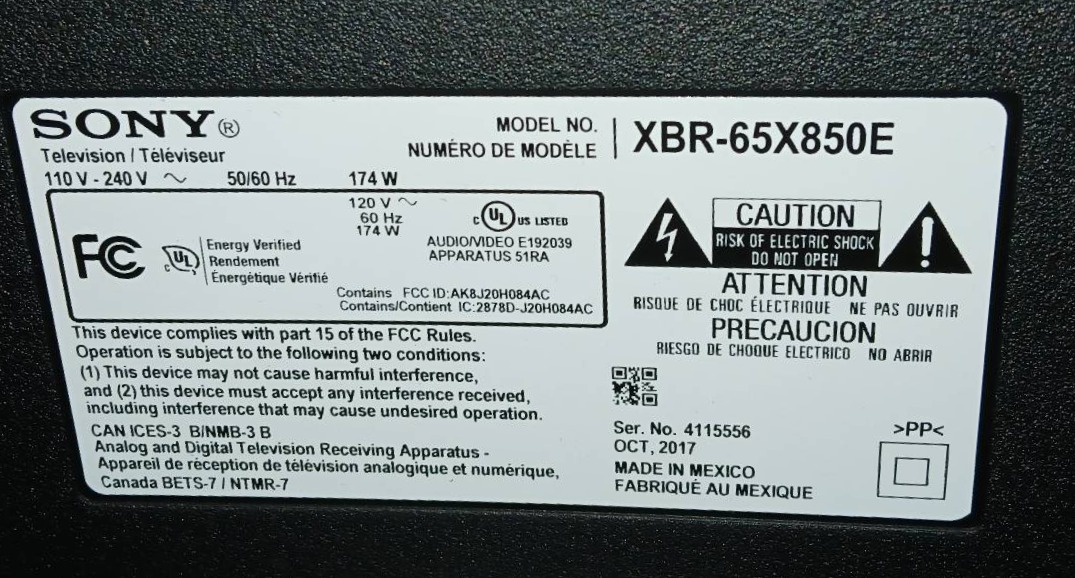 SONY®
Television / Téléviseur
MODEL NO.
NUMÉRO DE MODÈLE
XBR-65X850E
110 V - 240 V ～ 50/60 Hz 174 W
120 V ～
60 Hz
174 W
FC
UL
Energy Verified
Rendement
Énergétique Vérifié
C UL US LISTED
AUDIO/VIDEO E192039
APPARATUS 51RA
Contains FCC ID:AK8J20H084AC
Contains/Contient IC:2878D-J20H084AC
This device complies with part 15 of the FCC Rules.
Operation is subject to the following two conditions:
(1) This device may not cause harmful interference,
and (2) this device must accept any interference received,
including interference that may cause undesired operation.
CAN ICES-3 B/NMB-3 B
Analog and Digital Television Receiving Apparatus -
Appareil de réception de télévision analogique et numérique,
Canada BETS-7 / NTMR-7
CAUTION
RISK OF ELECTRIC SHOCK
DO NOT OPEN
ATTENTION
RISQUE DE CHOC ÉLECTRIQUE NE PAS OUVRIR
PRECAUCION
RIESGO DE CHOQUE ELECTRICO NO ABRIR
Ser. No. 4115556
OCT, 2017
MADE IN MEXICO
FABRIQUÉ AU MEXIQUE
>PP<